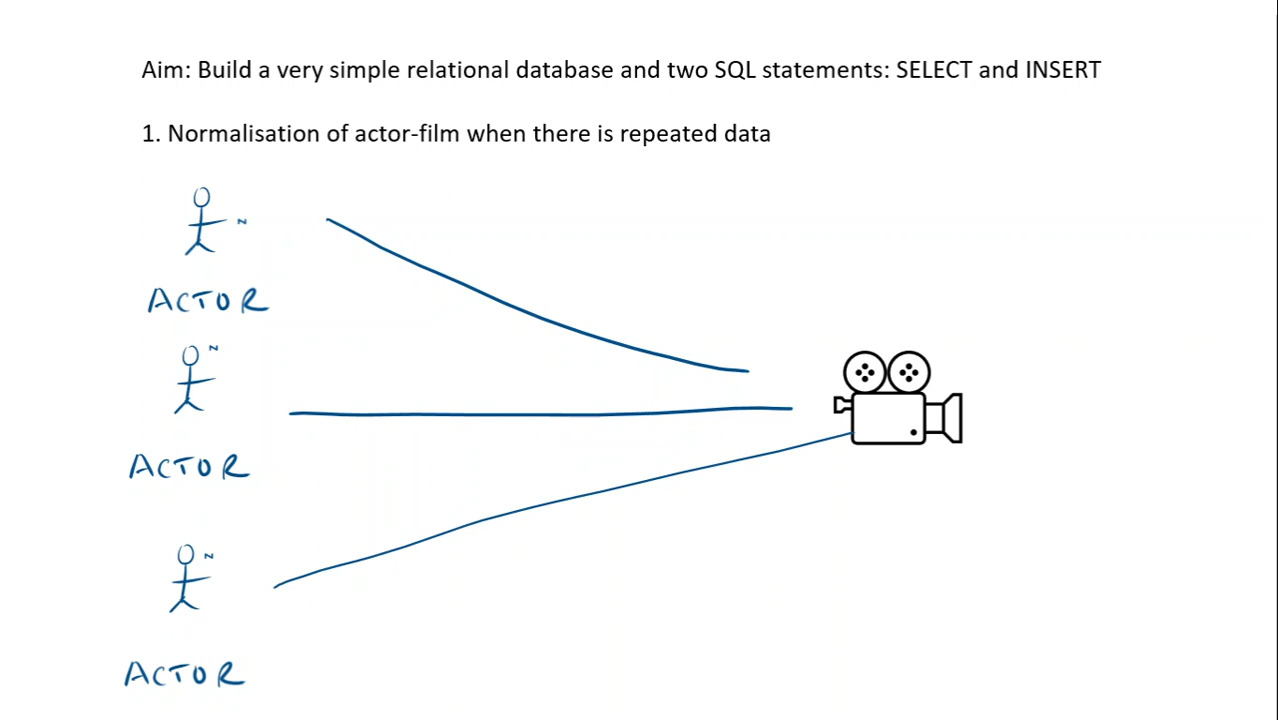 Aim: Build a very simple relational database and two SQL statements: SELECT and INSERT
1. Normalisation of actor-film when there is repeated data
N
ACTOR
N
ACTOR
N
ACTOR